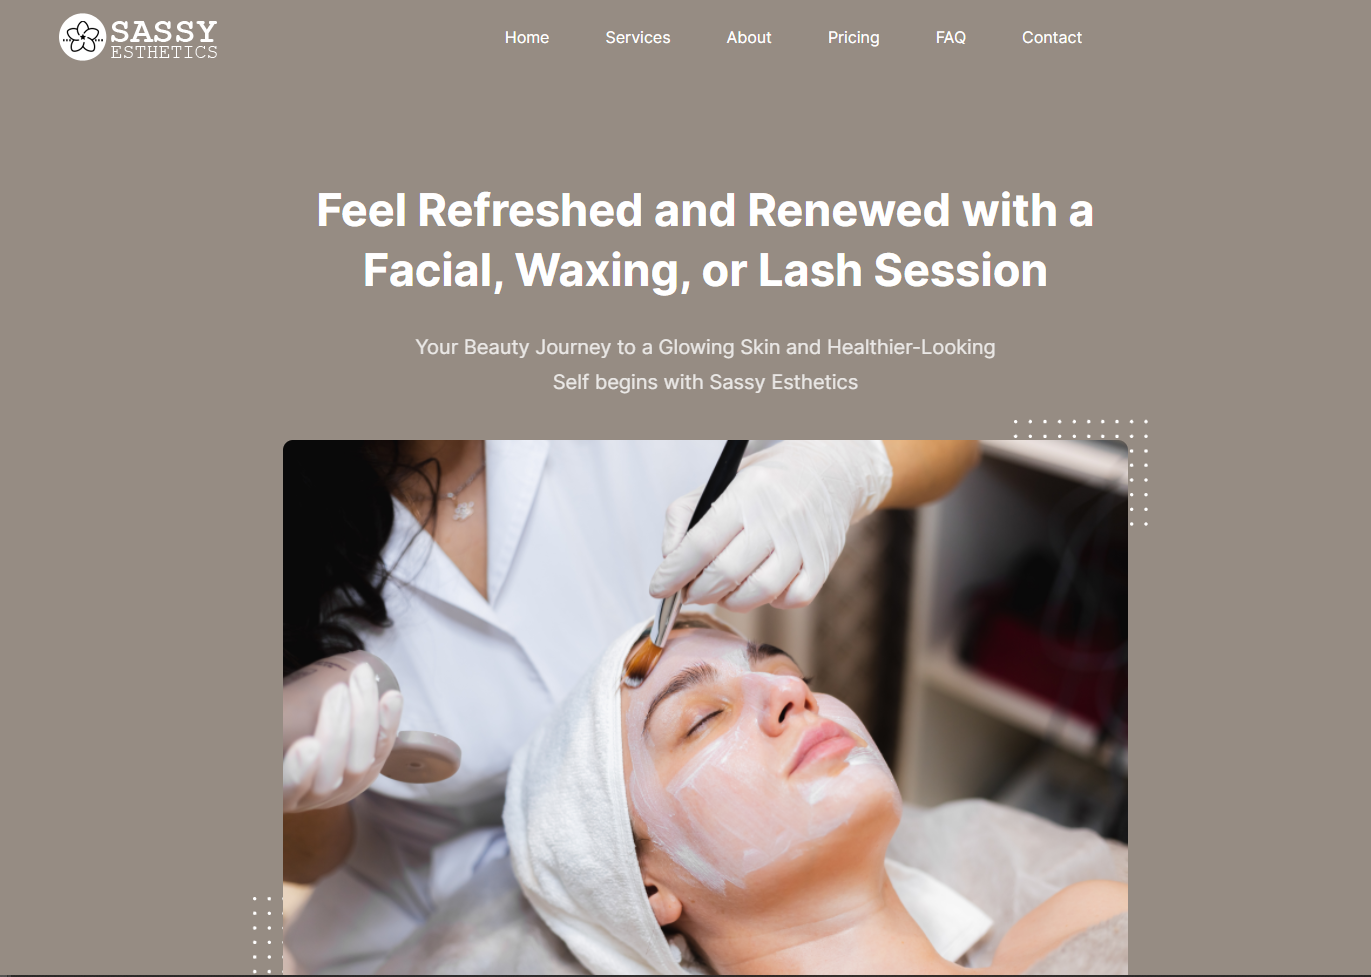 SASSY
ESTHETICS
Home Services About Pricing FAQ Contact
Feel Refreshed and Renewed with a
Facial, Waxing, or Lash Session
Your Beauty Journey to a Glowing Skin and Healthier-Looking
Self begins with Sassy Esthetics